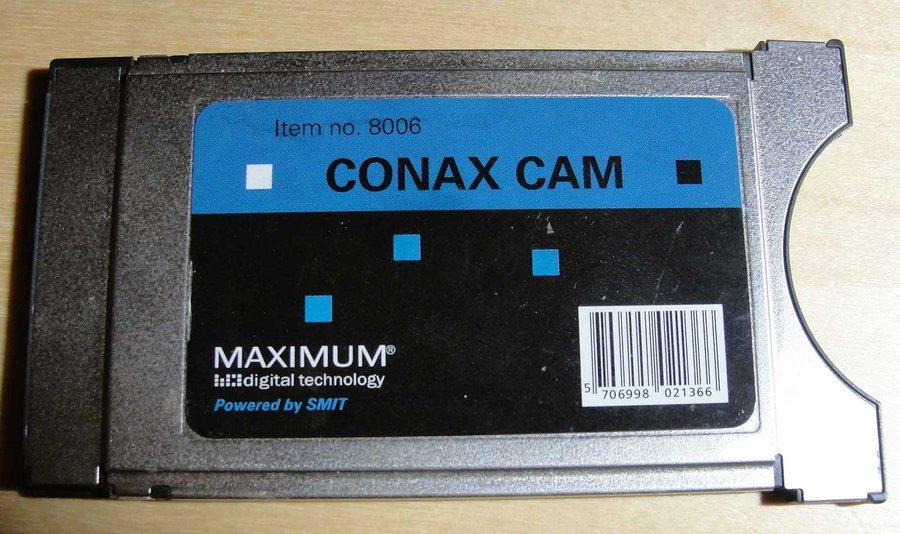 Item no. 8006
CONAX CAM
MAXIMUM®
digital technology
Powered by SMIT
5 706998 021366